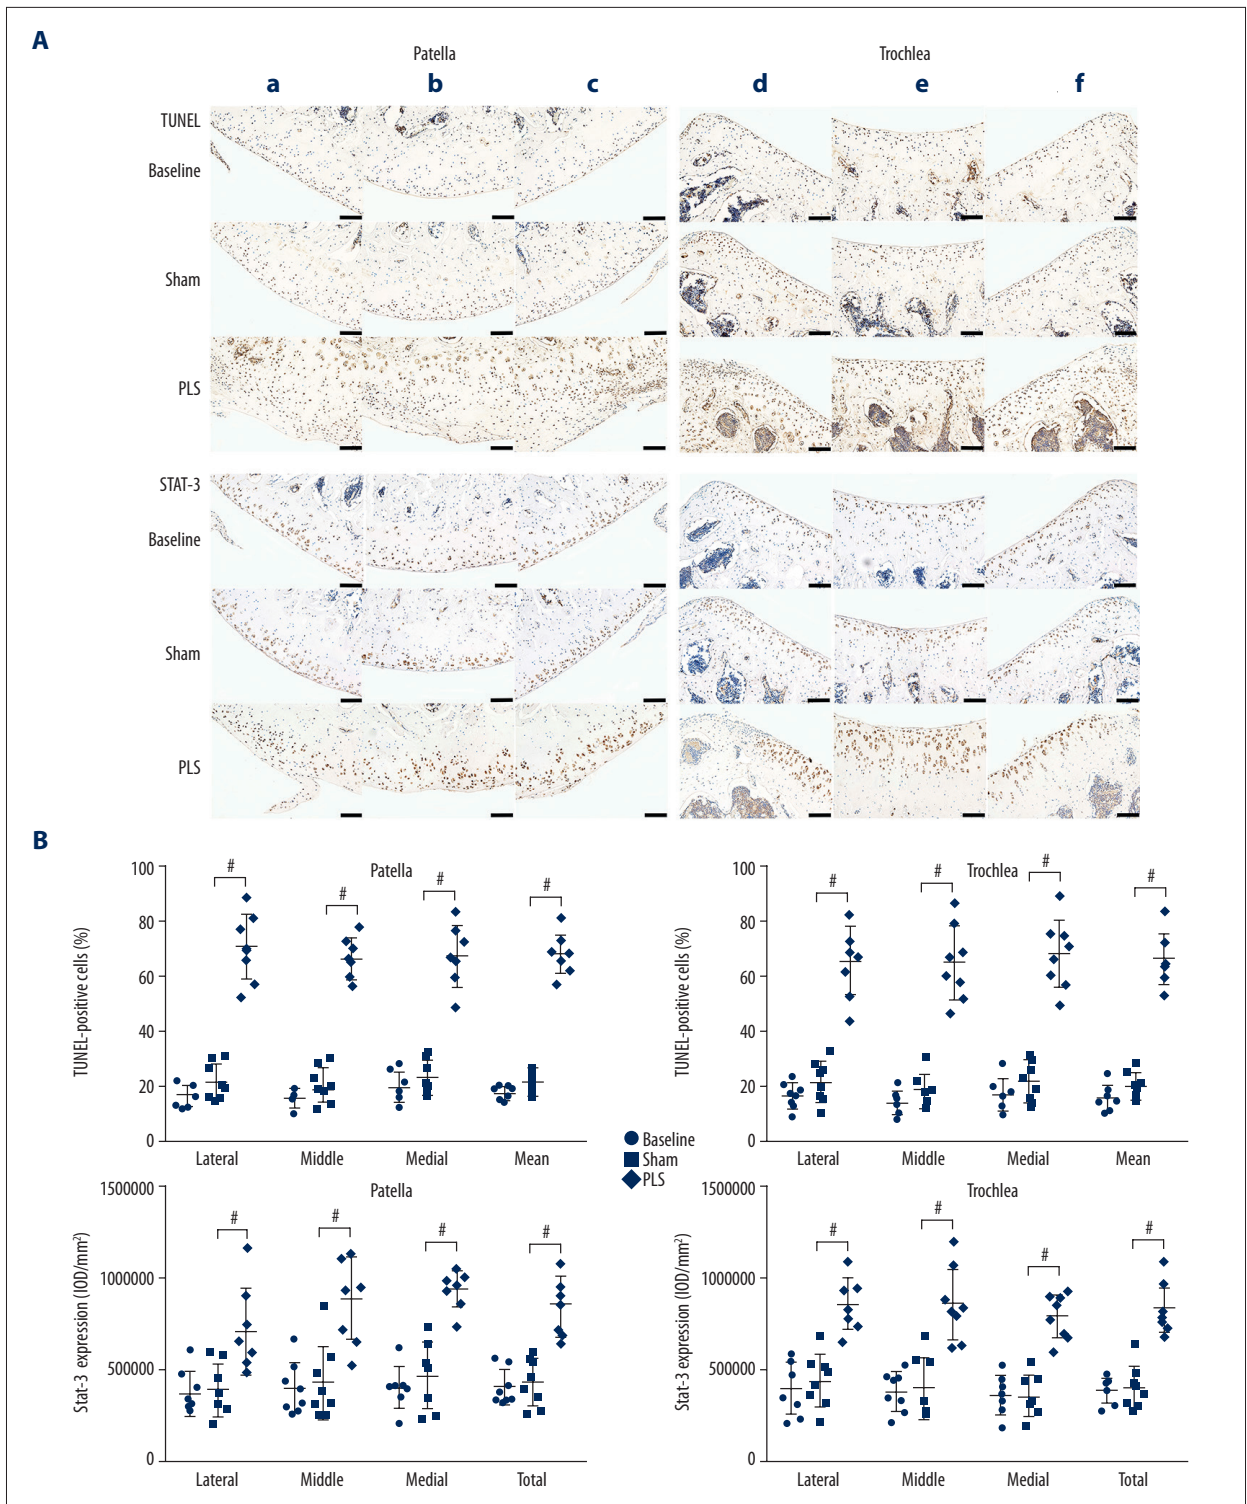 A
Patella
Trochlea
a b c d e f
TUNEL
Baseline
Sham
PLS
STAT-3
Baseline
Sham
PLS
B
Patella
TUNEL-positive cells (%)
100
80
60
40
20
0
# # # #
Lateral Middle Medial Mean
Trochlea
TUNEL-positive cells (%)
100
80
60
40
20
0
# # # #
Lateral Middle Medial Mean
Baseline
Sham
PLS
Patella
Stat-3 expression (IOD/mm²)
1500000
1000000
500000
0
# # # #
Lateral Middle Medial Total
Trochlea
Stat-3 expression (IOD/mm²)
1500000
1000000
500000
0
# # # #
Lateral Middle Medial Total